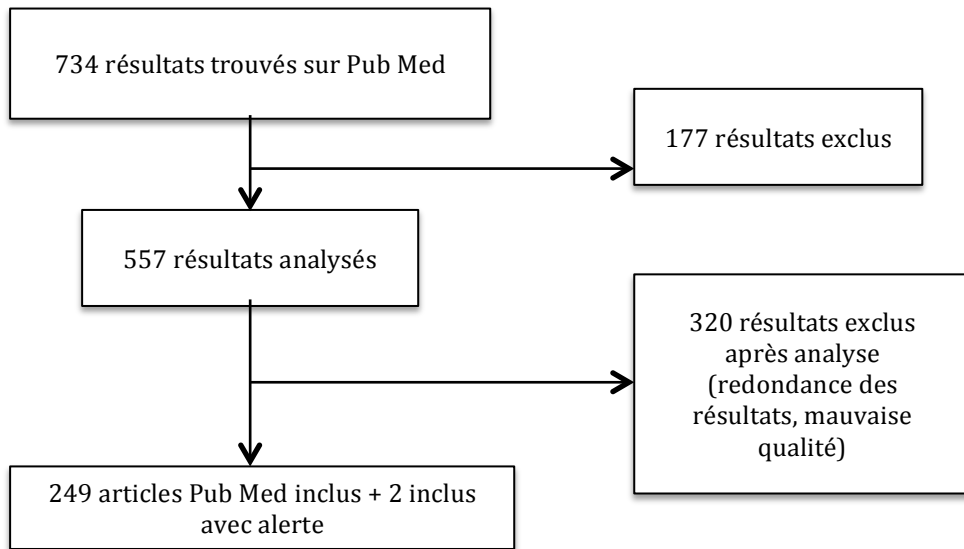 734 résultats trouvés sur Pub Med
177 résultats exclus
557 résultats analysés
320 résultats exclus
après analyse
(redondance des
résultats, mauvaise
qualité)
249 articles Pub Med inclus + 2 inclus
avec alerte